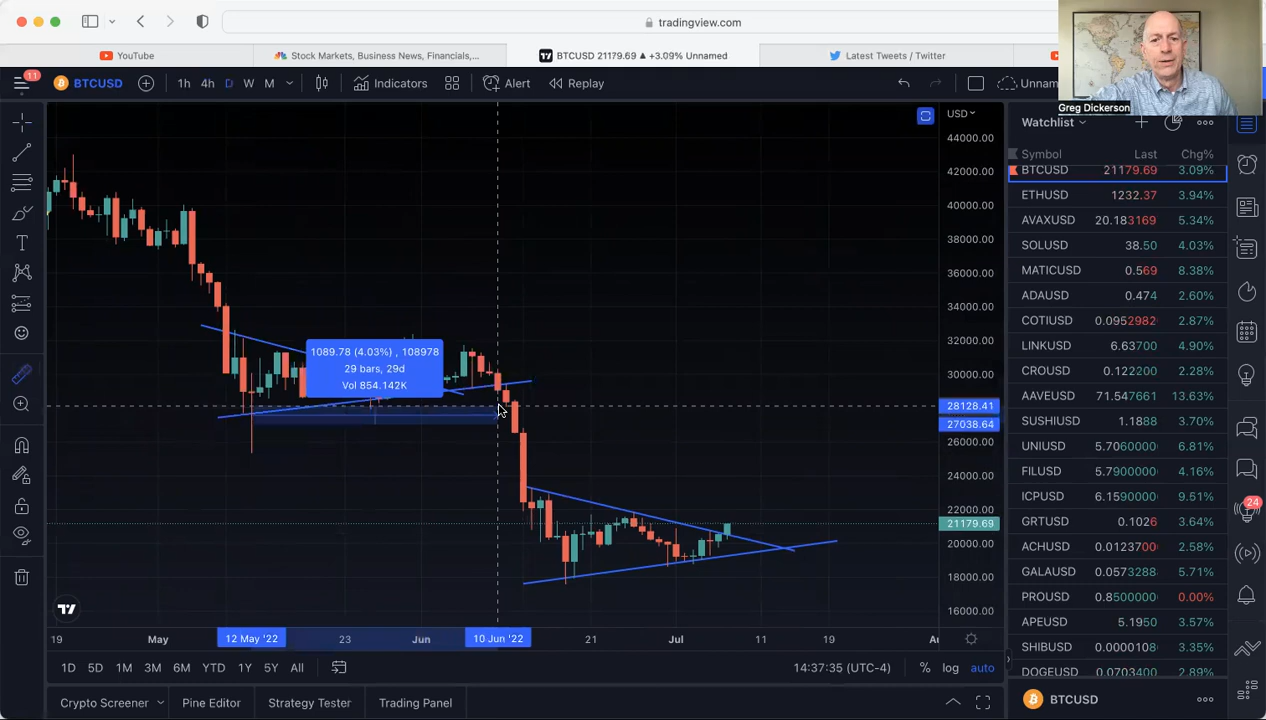 tradingview.com
YouTube
Stock Markets, Business News, Financials,...
BTCUSD 21179.69 ▲ +3.09% Unnamed
Latest Tweets / Twitter
Greg Dickerson
11
BTCUSD
1h 4h D W M
Indicators
Alert
Replay
Unnam
USD
44000.00
42000.00
40000.00
38000.00
36000.00
34000.00
32000.00
30000.00
28128.41
27038.64
26000.00
24000.00
22000.00
21179.69
20000.00
18000.00
16000.00
1089.78 (4.03%) , 108978
29 bars, 29d
Vol 854.142K
19 May 12 May '22 23 Jun 10 Jun '22 21 Jul 11 19 Au
1D 5D 1M 3M 6M YTD 1Y 5Y All
14:37:35 (UTC-4) % log auto
Crypto Screener Pine Editor Strategy Tester Trading Panel
Watchlist
Symbol Last Chg%
BTCUSD 21179.69 3.09%
ETHUSD 1232.37 3.94%
AVAXUSD 20.183169 5.34%
SOLUSD 38.50 4.03%
MATICUSD 0.569 8.38%
ADAUSD 0.474 2.60%
COTIUSD 0.0952982 2.87%
LINKUSD 6.63700 4.90%
CROUSD 0.122200 2.28%
AAVEUSD 71.547661 13.63%
SUSHIUSD 1.1888 3.70%
UNIUSD 5.7060000 6.81%
FILUSD 5.7900000 4.16%
ICPUSD 6.1590000 9.51%
GRTUSD 0.1026 3.64%
ACHUSD 0.0123700 2.58%
GALAUSD 0.0573288 5.71%
PROUSD 0.8500000 0.00%
APEUSD 5.1950 3.57%
SHIBUSD 0.0000108 3.35%
DOGEUSD 0.0703400 2.89%
BTCUSD
24